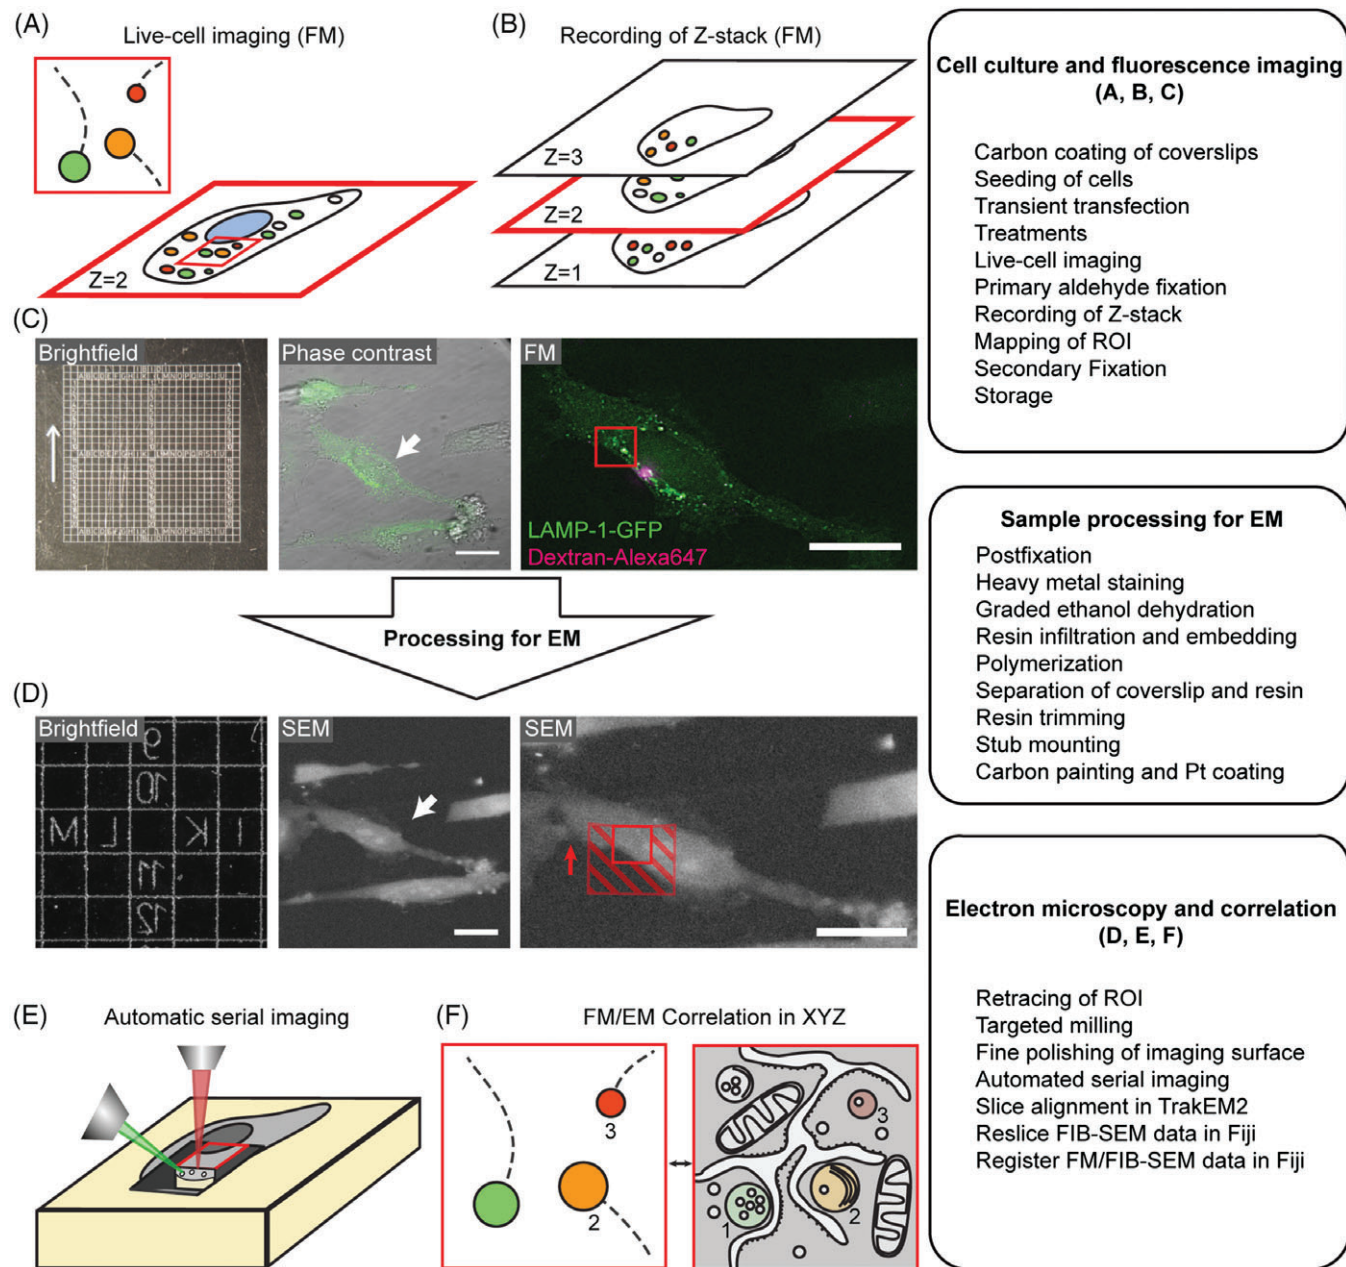 (A)
Live-cell imaging (FM)
Z=2
(B)
Recording of Z-stack (FM)
Z=3
Z=2
Z=1
(C)
Brightfield
Phase contrast
FM
LAMP-1-GFP
Dextran-Alexa647
Processing for EM
(D)
Brightfield
9
10
M L K I
11
12
SEM
SEM
(E)
Automatic serial imaging
(F)
FM/EM Correlation in XYZ
3
2
3
1
2
Cell culture and fluorescence imaging
(A, B, C)
Carbon coating of coverslips
Seeding of cells
Transient transfection
Treatments
Live-cell imaging
Primary aldehyde fixation
Recording of Z-stack
Mapping of ROI
Secondary Fixation
Storage
Sample processing for EM
Postfixation
Heavy metal staining
Graded ethanol dehydration
Resin infiltration and embedding
Polymerization
Separation of coverslip and resin
Resin trimming
Stub mounting
Carbon painting and Pt coating
Electron microscopy and correlation
(D, E, F)
Retracing of ROI
Targeted milling
Fine polishing of imaging surface
Automated serial imaging
Slice alignment in TrakEM2
Reslice FIB-SEM data in Fiji
Register FM/FIB-SEM data in Fiji